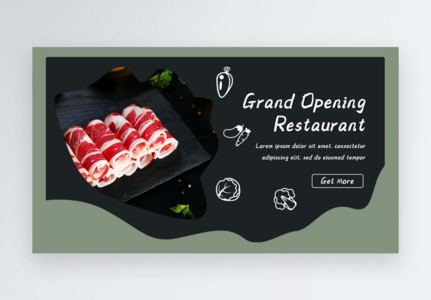 Grand Opening
Restaurant
Lorem ipsum dolor sit amet, consectetur
adipiscing elit, sed do eiusmod tempor
Get More